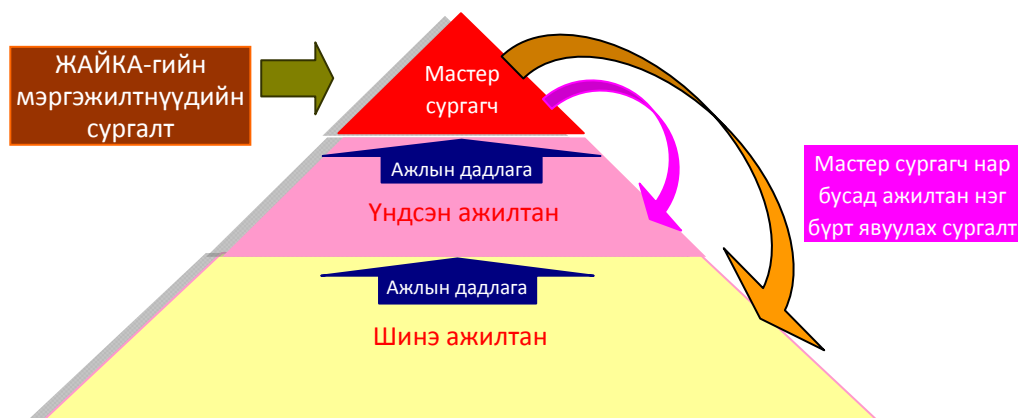 ЖАЙКА-гийн
мэргэжилтнүүдийн
сургалт
Мастер
сургагч
Ажлын дадлага
Үндсэн ажилтан
Мастер сургагч нар
бусад ажилтан нэг
бүрт явуулах сургалт
Ажлын дадлага
Шинэ ажилтан